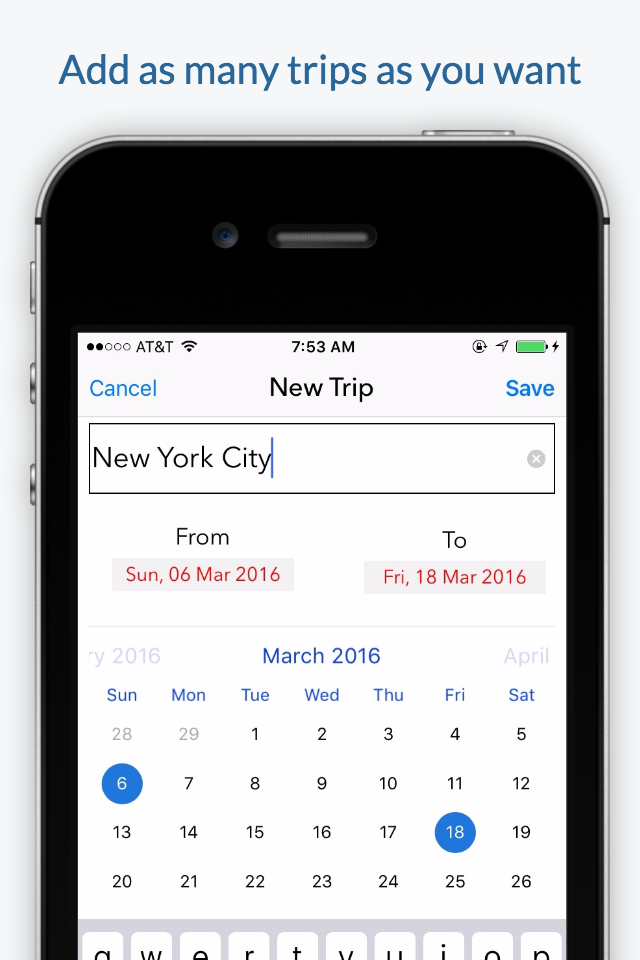 Add as many trips as you want
AT&T 7:53 AM
Cancel New Trip Save
New York City
From To
Sun, 06 Mar 2016 Fri, 18 Mar 2016
ry 2016 March 2016 April
Sun Mon Tue Wed Thu Fri Sat
28 29 1 2 3 4 5
6 7 8 9 10 11 12
13 14 15 16 17 18 19
20 21 22 23 24 25 26
q w e r t y u i o p